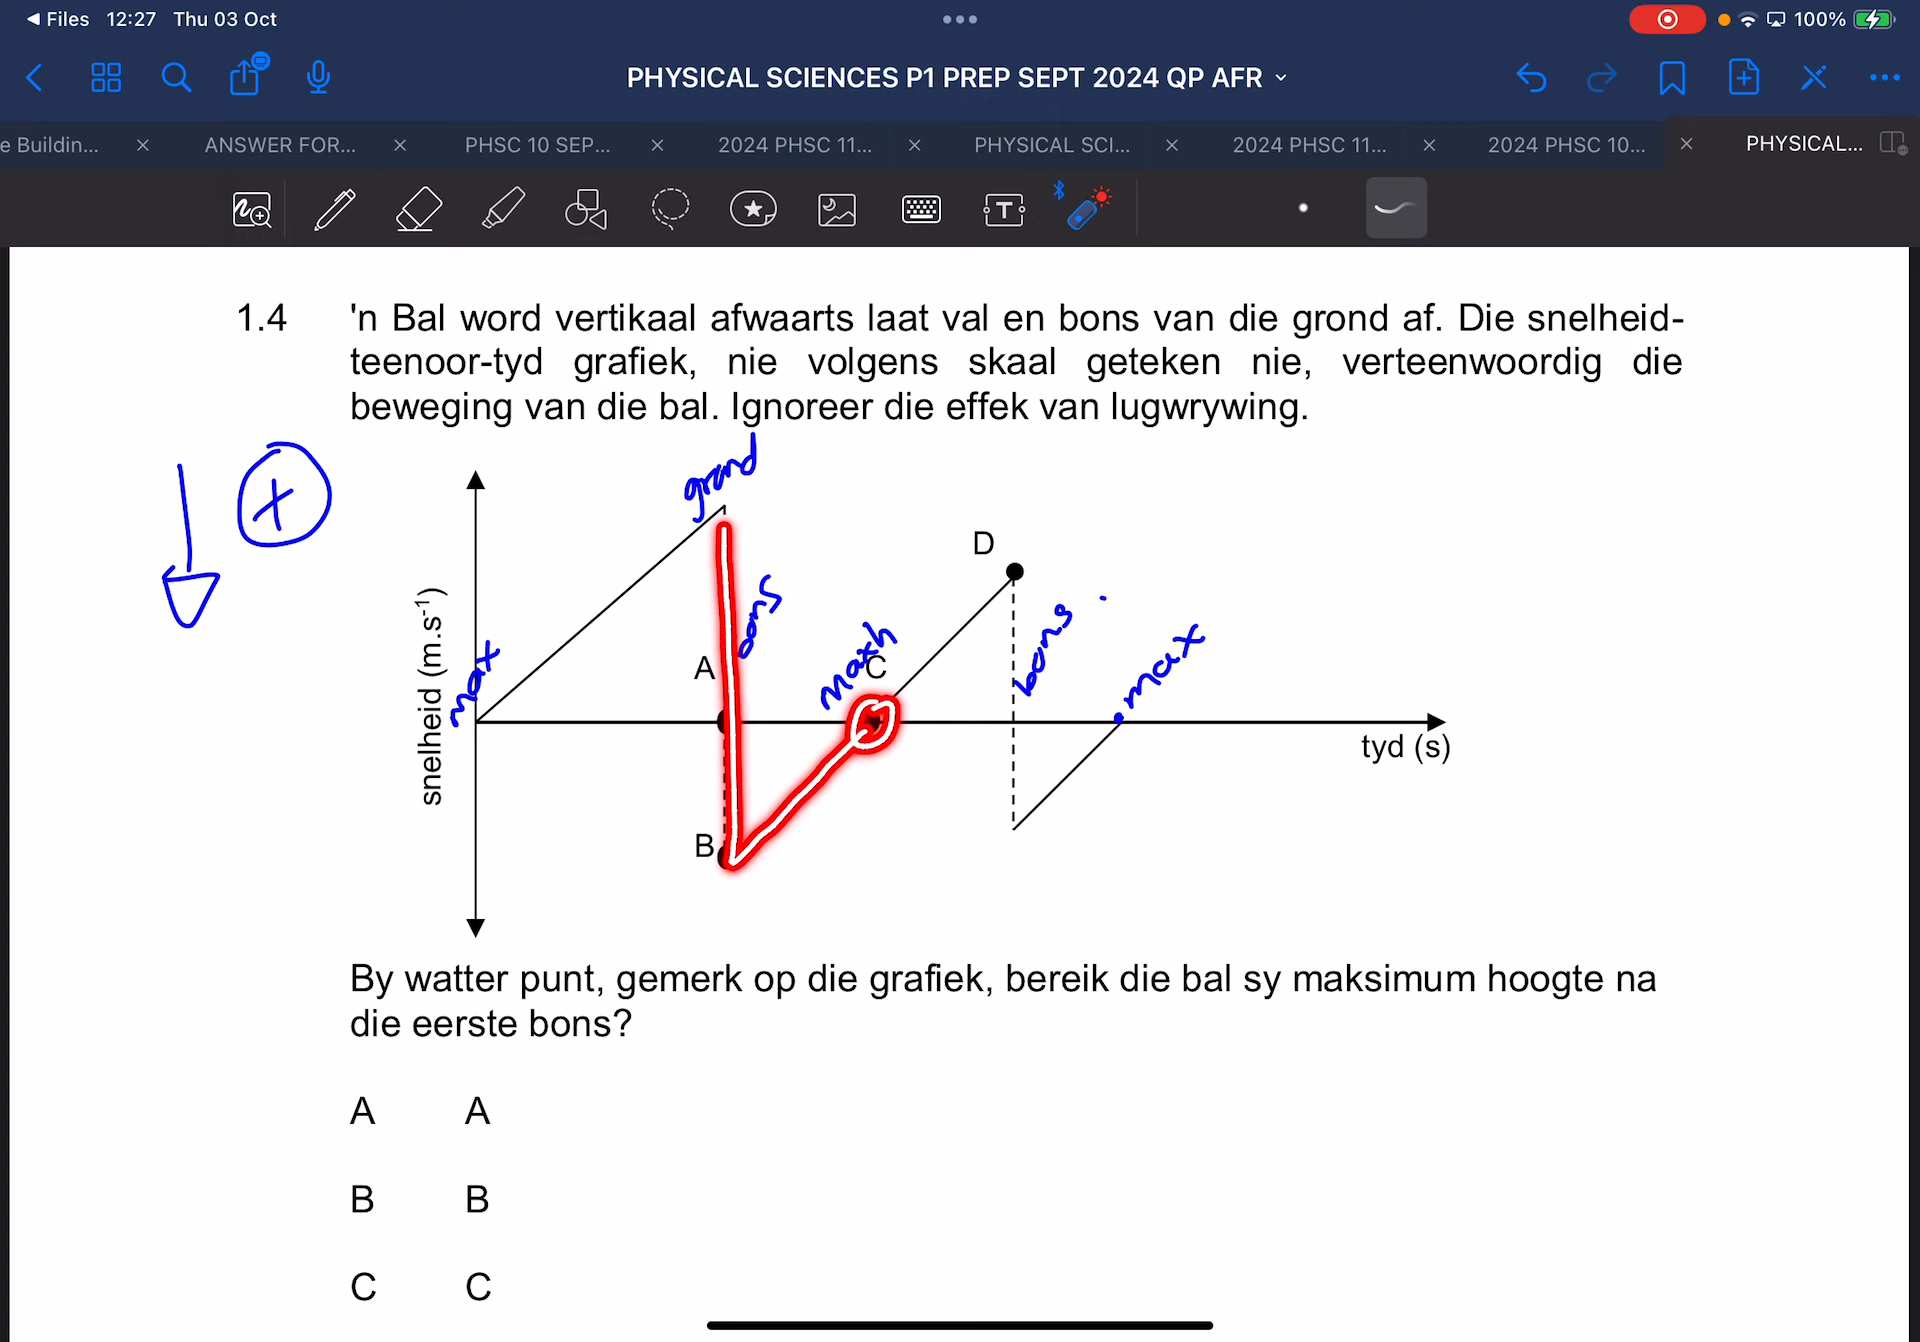 Files 12:27 Thu 03 Oct
100%
PHYSICAL SCIENCES P1 PREP SEPT 2024 QP AFR
e Buildin... ANSWER FOR... PHSC 10 SEP... 2024 PHSC 11... PHYSICAL SCI... 2024 PHSC 11... 2024 PHSC 10... PHYSICAL...
1.4 'n Bal word vertikaal afwaarts laat val en bons van die grond af. Die snelheid-
teenoor-tyd grafiek, nie volgens skaal geteken nie, verteenwoordig die
beweging van die bal. Ignoreer die effek van lugwrywing.
+
grond
D
bons
bons
max
A
C
max
max
snelheid (m.s-1)
tyd (s)
B
By watter punt, gemerk op die grafiek, bereik die bal sy maksimum hoogte na
die eerste bons?
A A
B B
C C